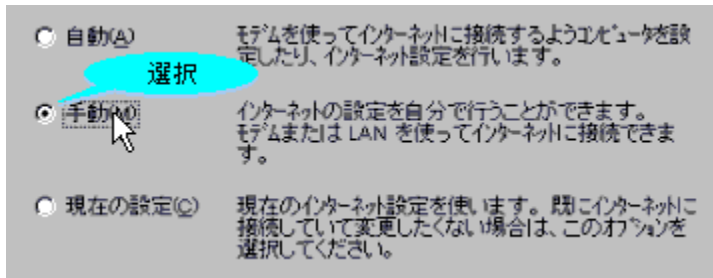 自動(A)
モデムを使ってインターネットに接続するようコンピュータを設
定したり、インターネット設定を行います。
選択
手動(M)
インターネットの設定を自分で行うことができます。
モデムまたは LAN を使ってインターネットに接続できま
す。
現在の設定(C)
現在のインターネット設定を使います。既にインターネットに
接続していて変更したくない場合は、このオプションを
選択してください。